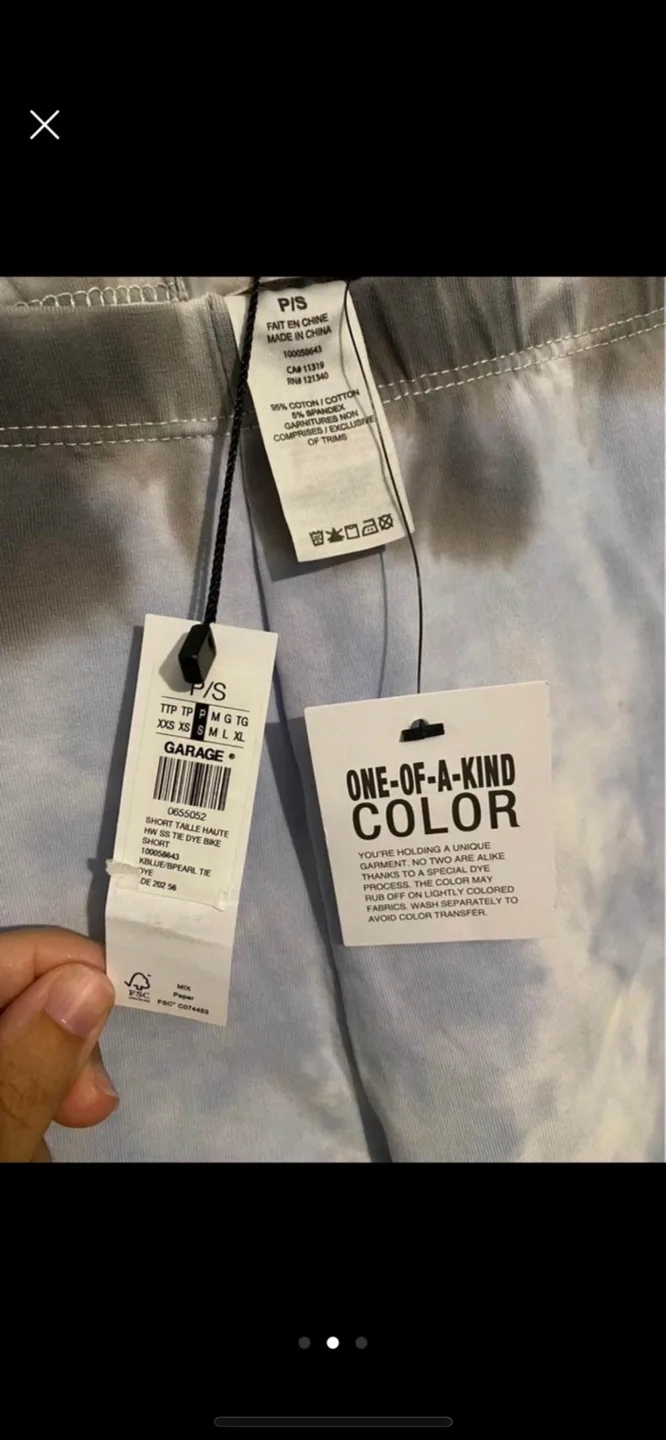 P/S
FAIT EN CHINE
MADE IN CHINA
100058643
CA# 11319
RN# 121340
95% COTON / COTTON
5% SPANDEX
GARNITURES NON
COMPRISES / EXCLUSIVE
OF TRIMS
P/S
TTP TP P M G TG
XXS XS S M L XL
GARAGE
0655052
SHORT TAILLE HAUTE
HW SS TIE DYE BIKE
SHORT
100058643
KBLUE/BPEARL TIE
DYE
DE 202 56
FSC
MIX
Paper
FSC™ C074453
ONE-OF-A-KIND
COLOR
YOU'RE HOLDING A UNIQUE
GARMENT. NO TWO ARE ALIKE
THANKS TO A SPECIAL DYE
PROCESS. THE COLOR MAY
RUB OFF ON LIGHTLY COLORED
FABRICS. WASH SEPARATELY TO
AVOID COLOR TRANSFER.